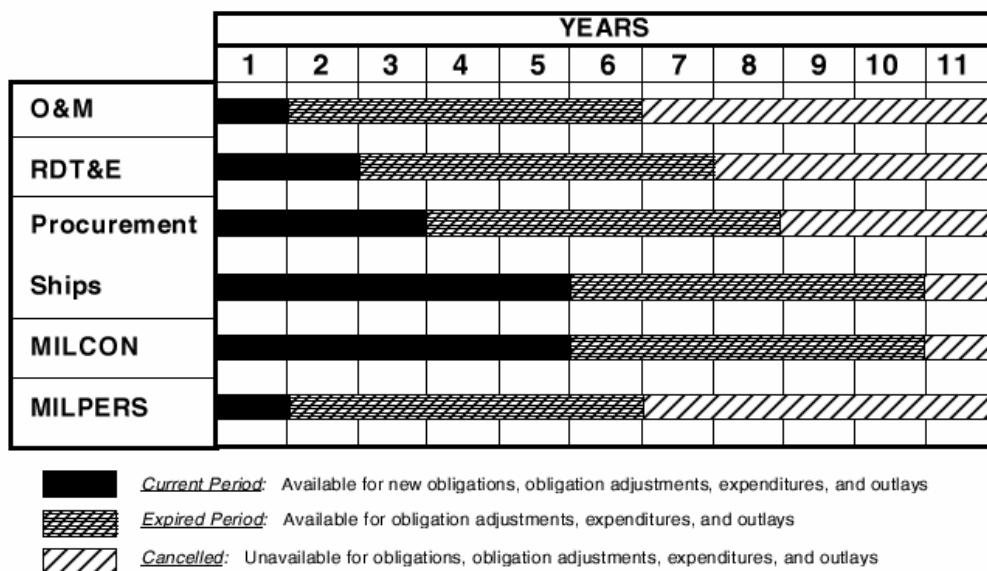 YEARS
1 2 3 4 5 6 7 8 9 10 11
O&M
RDT&E
Procurement
Ships
MILCON
MILPERS
Current Period: Available for new obligations, obligation adjustments, expenditures, and outlays
Expired Period: Available for obligation adjustments, expenditures, and outlays
Cancelled: Unavailable for obligations, obligation adjustments, expenditures, and outlays